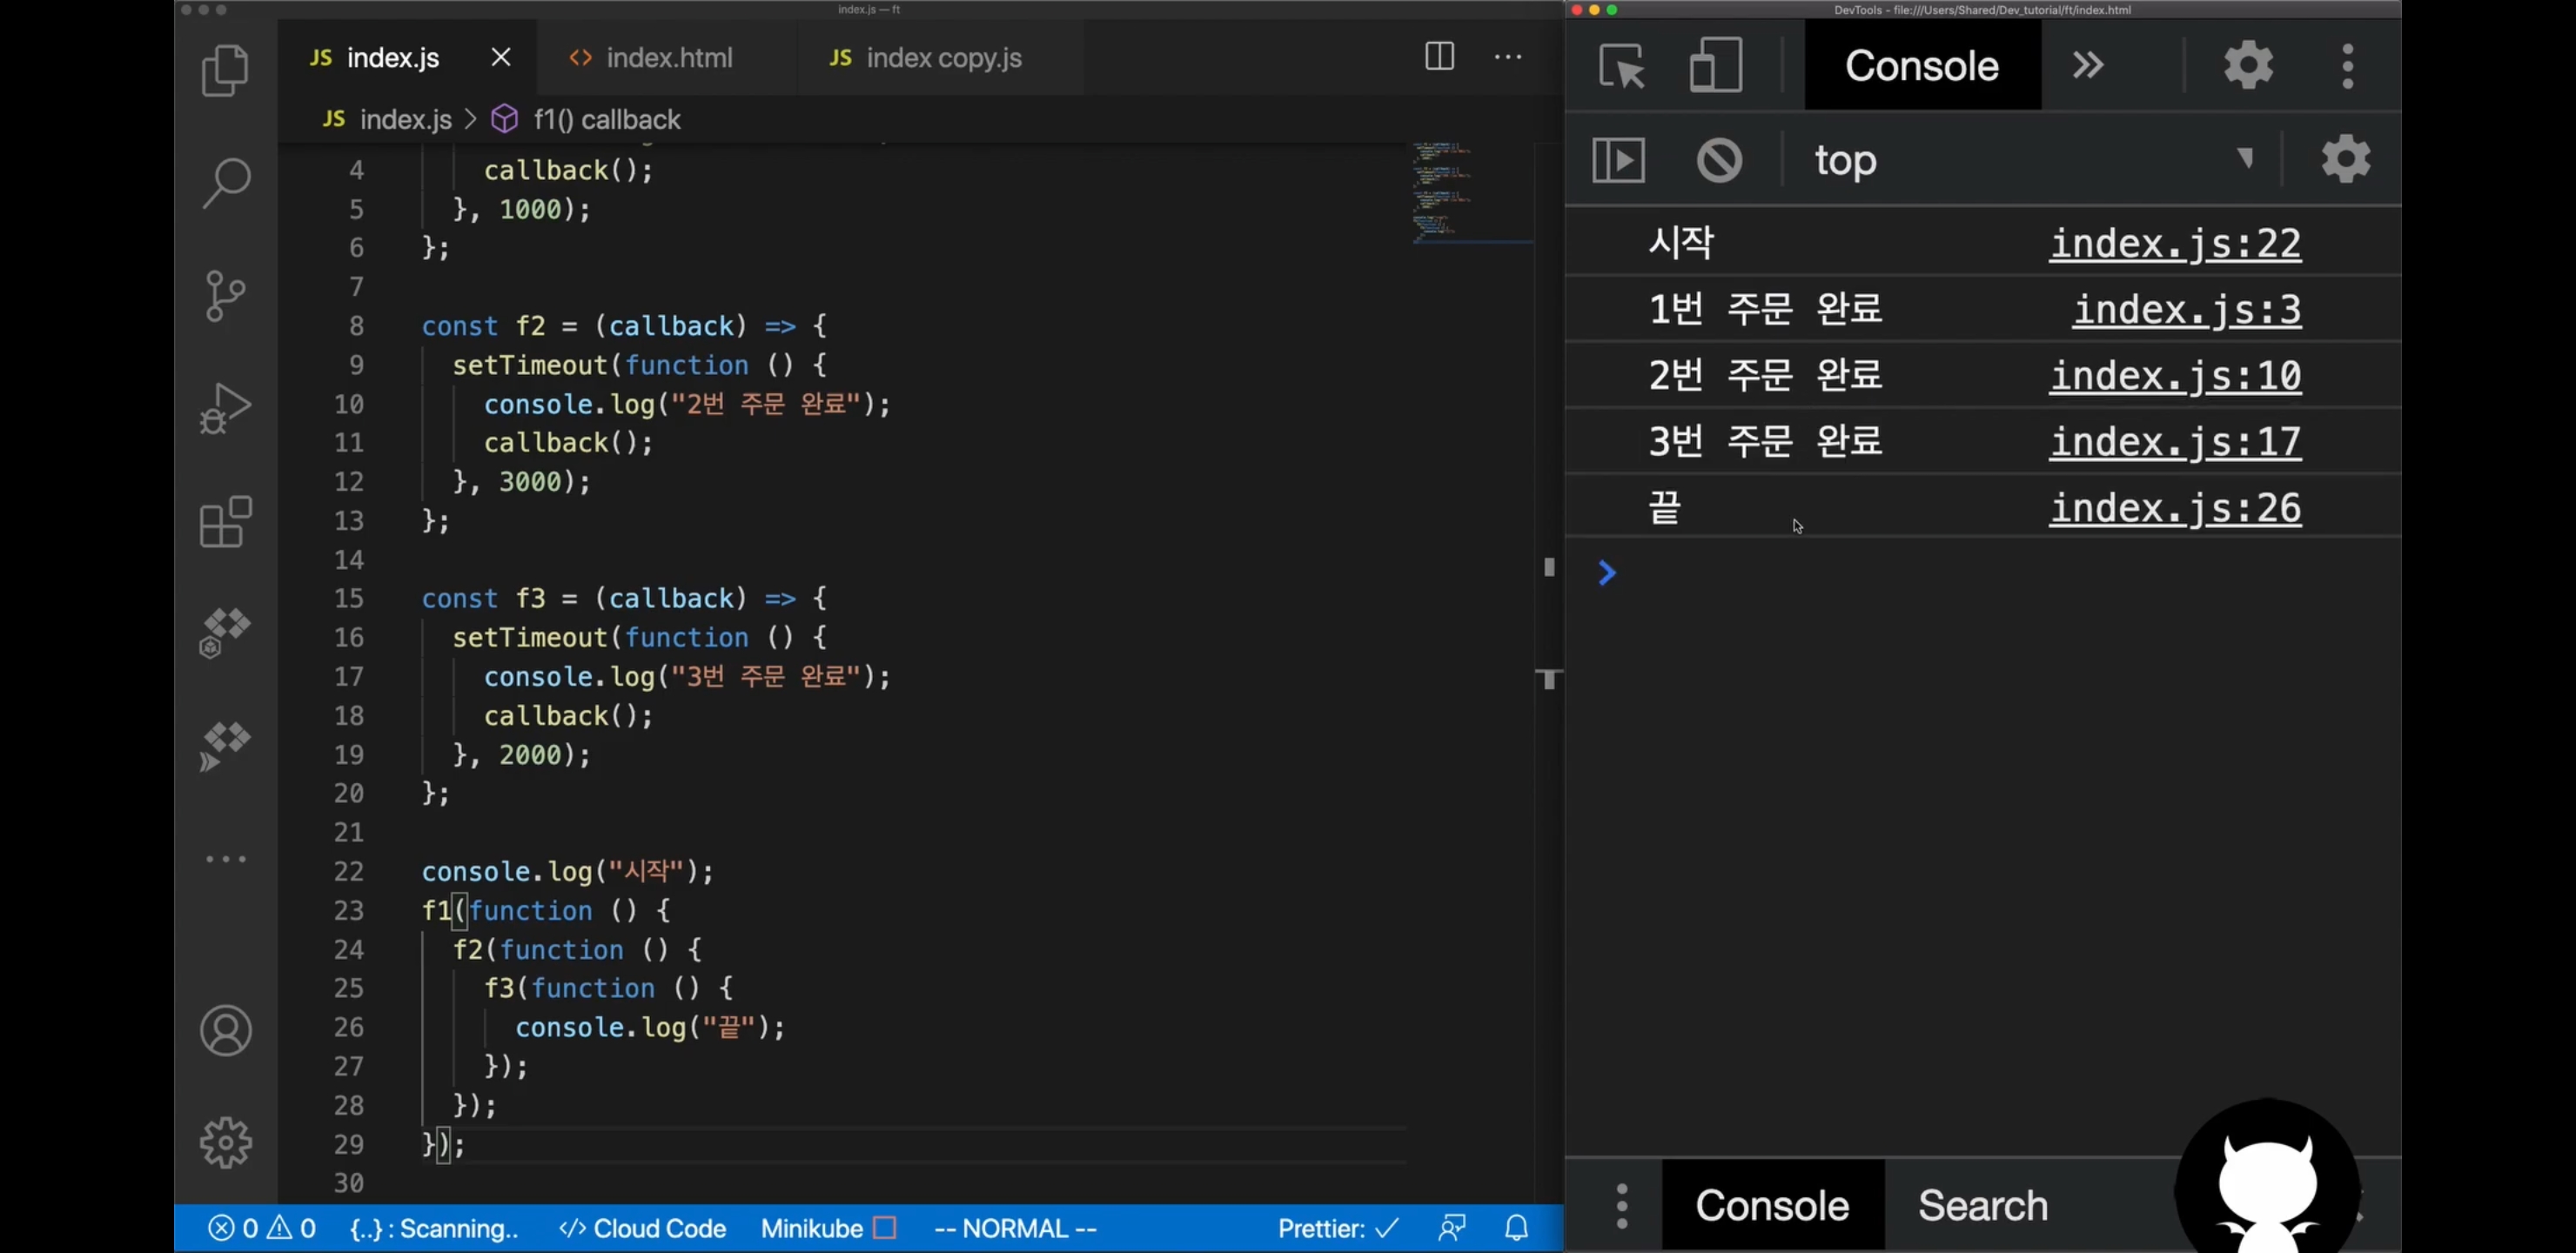 index.js — ft
JS index.js
<> index.html
JS index copy.js
JS index.js > f1() callback
4 callback();
5 }, 1000);
6 };
7
8 const f2 = (callback) => {
9 setTimeout(function () {
10 console.log("2번 주문 완료");
11 callback();
12 }, 3000);
13 };
14
15 const f3 = (callback) => {
16 setTimeout(function () {
17 console.log("3번 주문 완료");
18 callback();
19 }, 2000);
20 };
21
22 console.log("시작");
23 f1(function () {
24 f2(function () {
25 f3(function () {
26 console.log("끝");
27 });
28 });
29 });
30
0 0 {..} : Scanning.. </> Cloud Code Minikube -- NORMAL -- Prettier: ✓
DevTools - file:///Users/Shared/Dev_tutorial/ft/index.html
Console
top
시작 index.js:22
1번 주문 완료 index.js:3
2번 주문 완료 index.js:10
3번 주문 완료 index.js:17
끝 index.js:26
Console Search